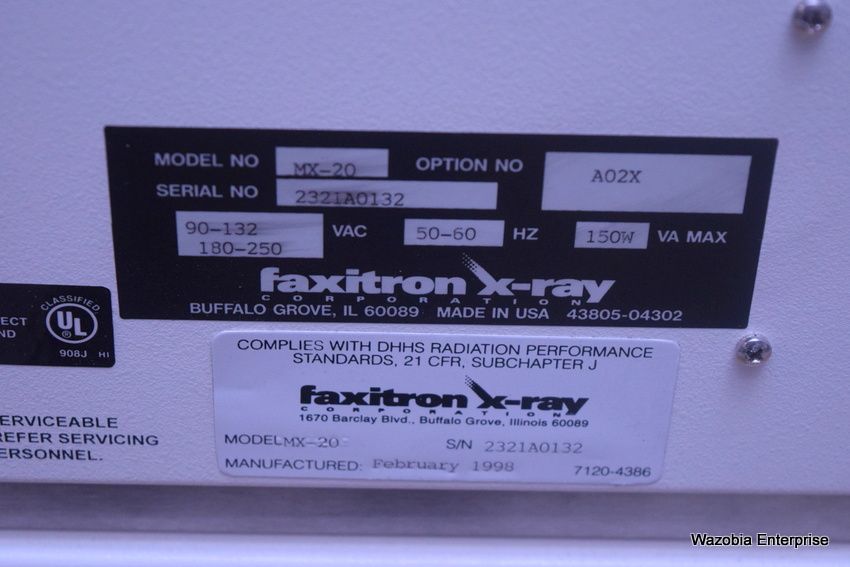 MODEL NO MX-20 OPTION NO A02X
SERIAL NO 2321A0132
90-132
180-250 VAC 50-60 HZ 150W VA MAX
faxitron x-ray
CORPORATION
BUFFALO GROVE, IL 60089 MADE IN USA 43805-04302
CLASSIFIED
UL
908J HI
ECT
ND
COMPLIES WITH DHHS RADIATION PERFORMANCE
STANDARDS, 21 CFR, SUBCHAPTER J
faxitron x-ray
CORPORATION
1670 Barclay Blvd., Buffalo Grove, Illinois 60089
MODEL MX-20 S/N 2321A0132
MANUFACTURED: February 1998 7120-4386
ERVICEABLE
REFER SERVICING
ERSONNEL.
Wazobia Enterprise